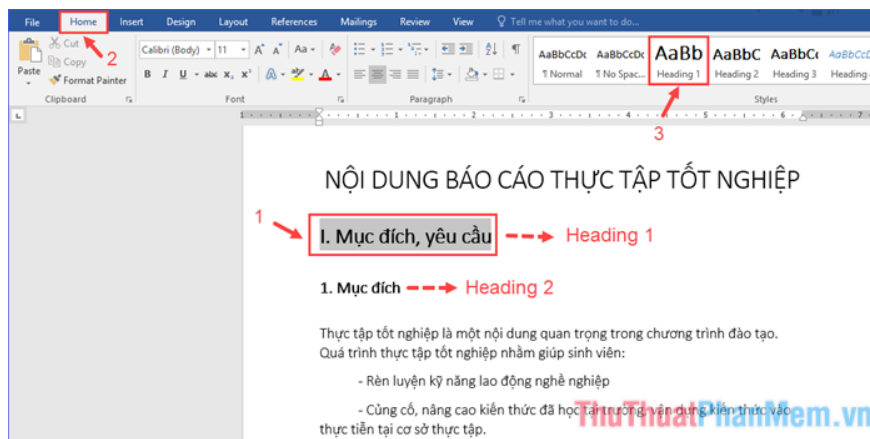 File Home Insert Design Layout References Mailings Review View Tell me what you want to do...
Cut
Copy
Paste
Format Painter
Calibri (Body) 11
B I U abc x, x²
AaBbCcDc AaBbCcDc AaBb AaBbC AaBbCc AaBbCcD
¶ Normal ¶ No Spac... Heading 1 Heading 2 Heading 3 Heading
Clipboard Font Paragraph Styles
2
3
NỘI DUNG BÁO CÁO THỰC TẬP TỐT NGHIỆP
1
I. Mục đích, yêu cầu Heading 1
1. Mục đích Heading 2
Thực tập tốt nghiệp là một nội dung quan trọng trong chương trình đào tạo.
Quá trình thực tập tốt nghiệp nhằm giúp sinh viên:
- Rèn luyện kỹ năng lao động nghề nghiệp
- Củng cố, nâng cao kiến thức đã học tại trường, vận dụng kiến thức vào
thực tiễn tại cơ sở thực tập.
ThuThuatPhanMem.vn